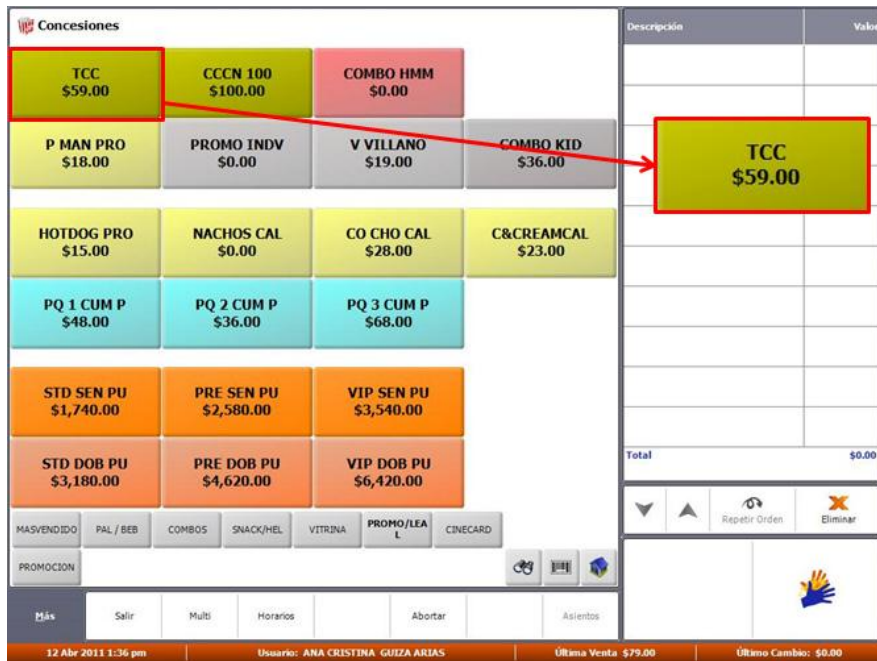 Concesiones
Descripción Valor
TCC CCCN 100 COMBO HMM
$59.00 $100.00 $0.00
P MAN PRO PROMO INDV V VILLANO COMBO KID
$18.00 $0.00 $19.00 $36.00
TCC
$59.00
HOTDOG PRO NACHOS CAL CO CHO CAL C&CREAMCAL
$15.00 $0.00 $28.00 $23.00
PQ 1 CUM P PQ 2 CUM P PQ 3 CUM P
$48.00 $36.00 $68.00
STD SEN PU PRE SEN PU VIP SEN PU
$1,740.00 $2,580.00 $3,540.00
STD DOB PU PRE DOB PU VIP DOB PU
$3,180.00 $4,620.00 $6,420.00
Total $0.00
MASVENDIDO PAL / BEB COMBOS SNACK/HEL VITRINA PROMO/LEA
L CINECARD
Repetir Orden Eliminar
PROMOCION
Más Salir Multi Horarios Abortar Asientos
12 Abr 2011 1:36 pm Usuario: ANA CRISTINA GUIZA ARIAS Última Venta $79.00 Último Cambio: $0.00